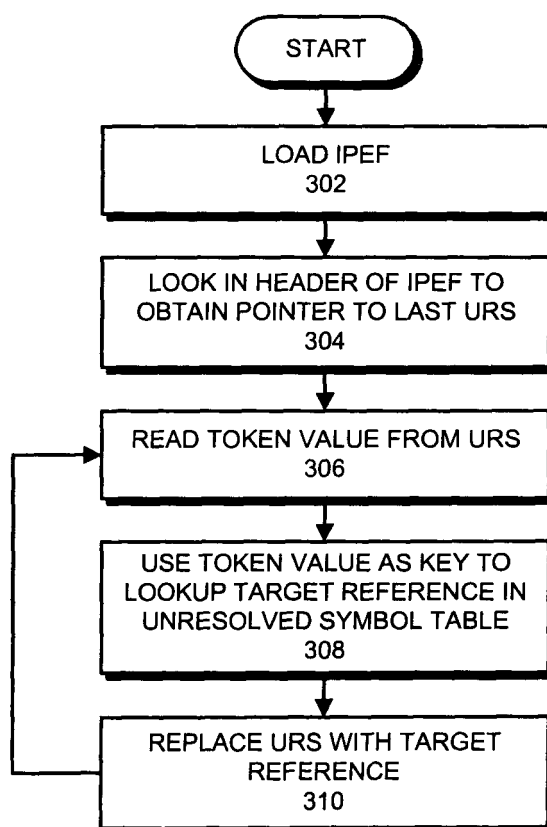 START
LOAD IPEF
302
LOOK IN HEADER OF IPEF TO
OBTAIN POINTER TO LAST URS
304
READ TOKEN VALUE FROM URS
306
USE TOKEN VALUE AS KEY TO
LOOKUP TARGET REFERENCE IN
UNRESOLVED SYMBOL TABLE
308
REPLACE URS WITH TARGET
REFERENCE
310